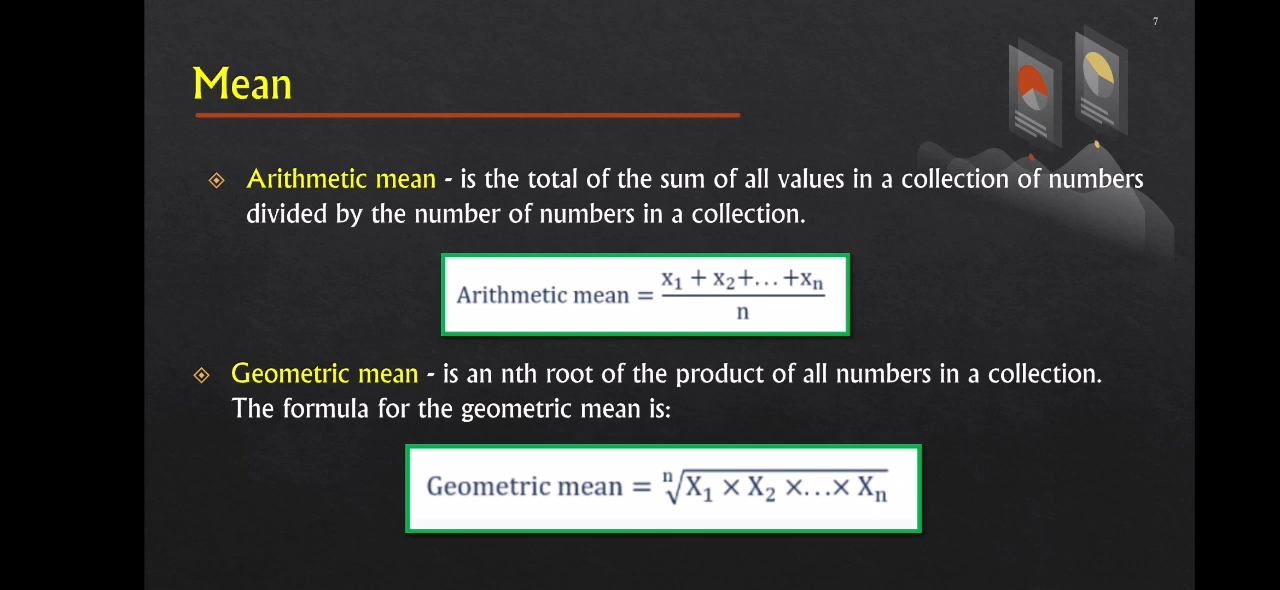 7
Mean
Arithmetic mean - is the total of the sum of all values in a collection of numbers
divided by the number of numbers in a collection.
Arithmetic mean = (x₁ + x₂+...+xₙ)/n
Geometric mean - is an nth root of the product of all numbers in a collection.
The formula for the geometric mean is:
Geometric mean = ⁿ√(X₁ × X₂ ×...× Xₙ)